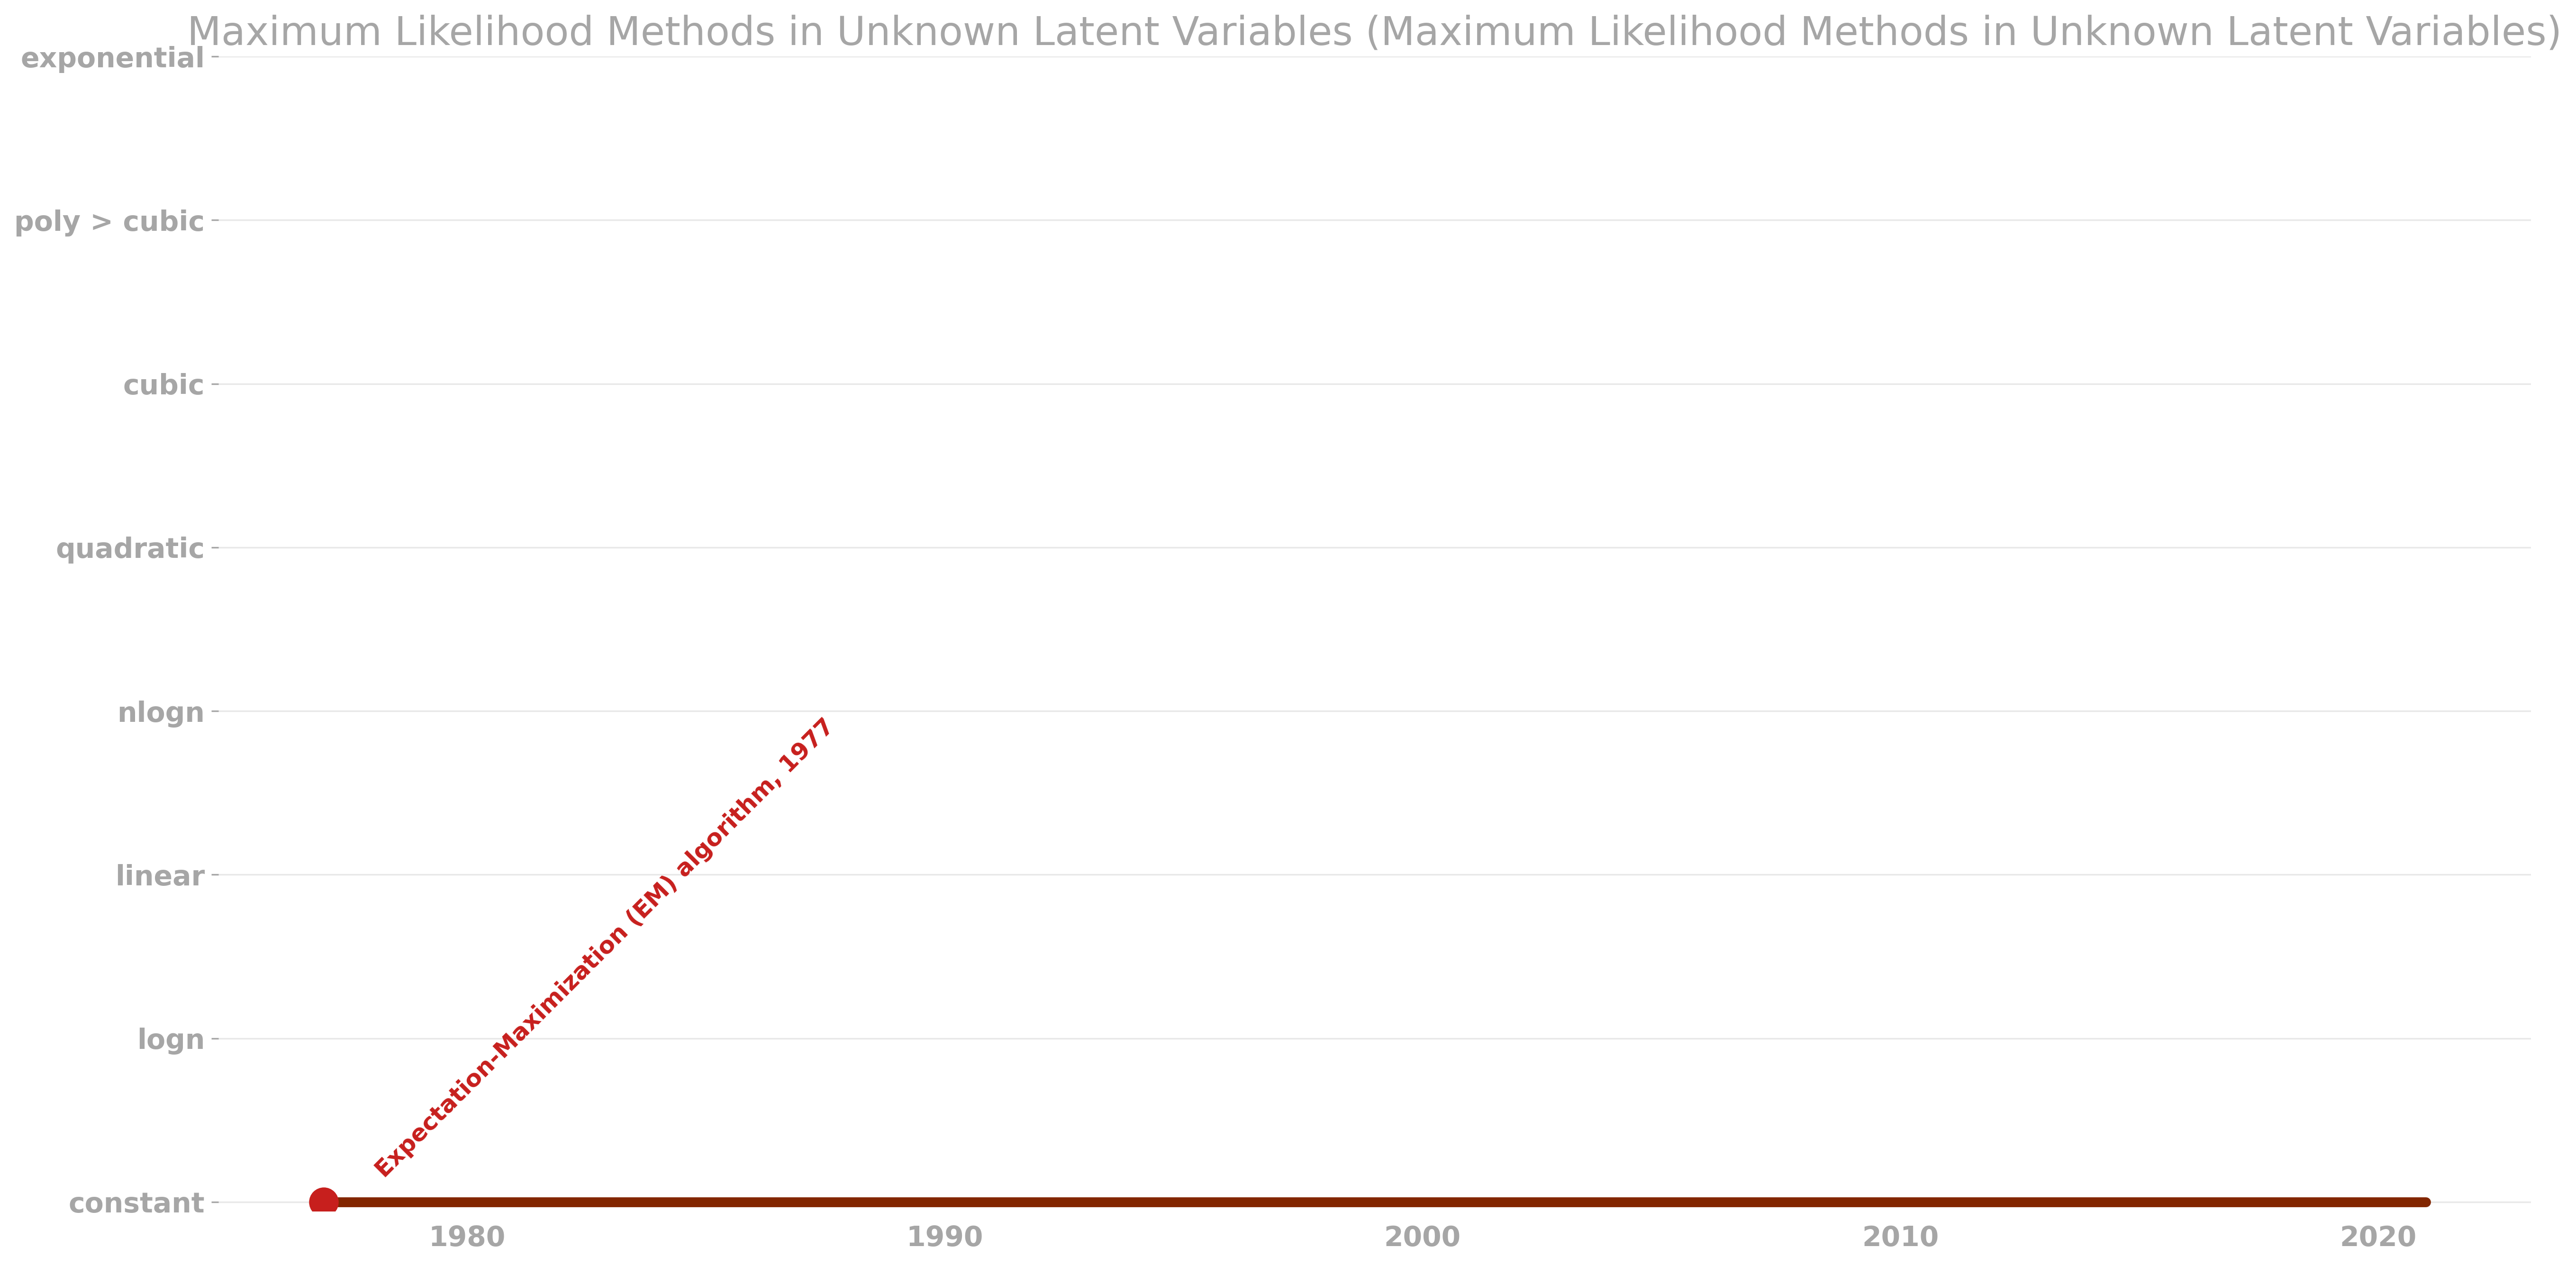 Maximum Likelihood Methods in Unknown Latent Variables (Maximum Likelihood Methods in Unknown Latent Variables)
exponential
poly > cubic
cubic
quadratic
nlogn
linear
logn
constant
Expectation-Maximization (EM) algorithm, 1977
1980
1990
2000
2010
2020